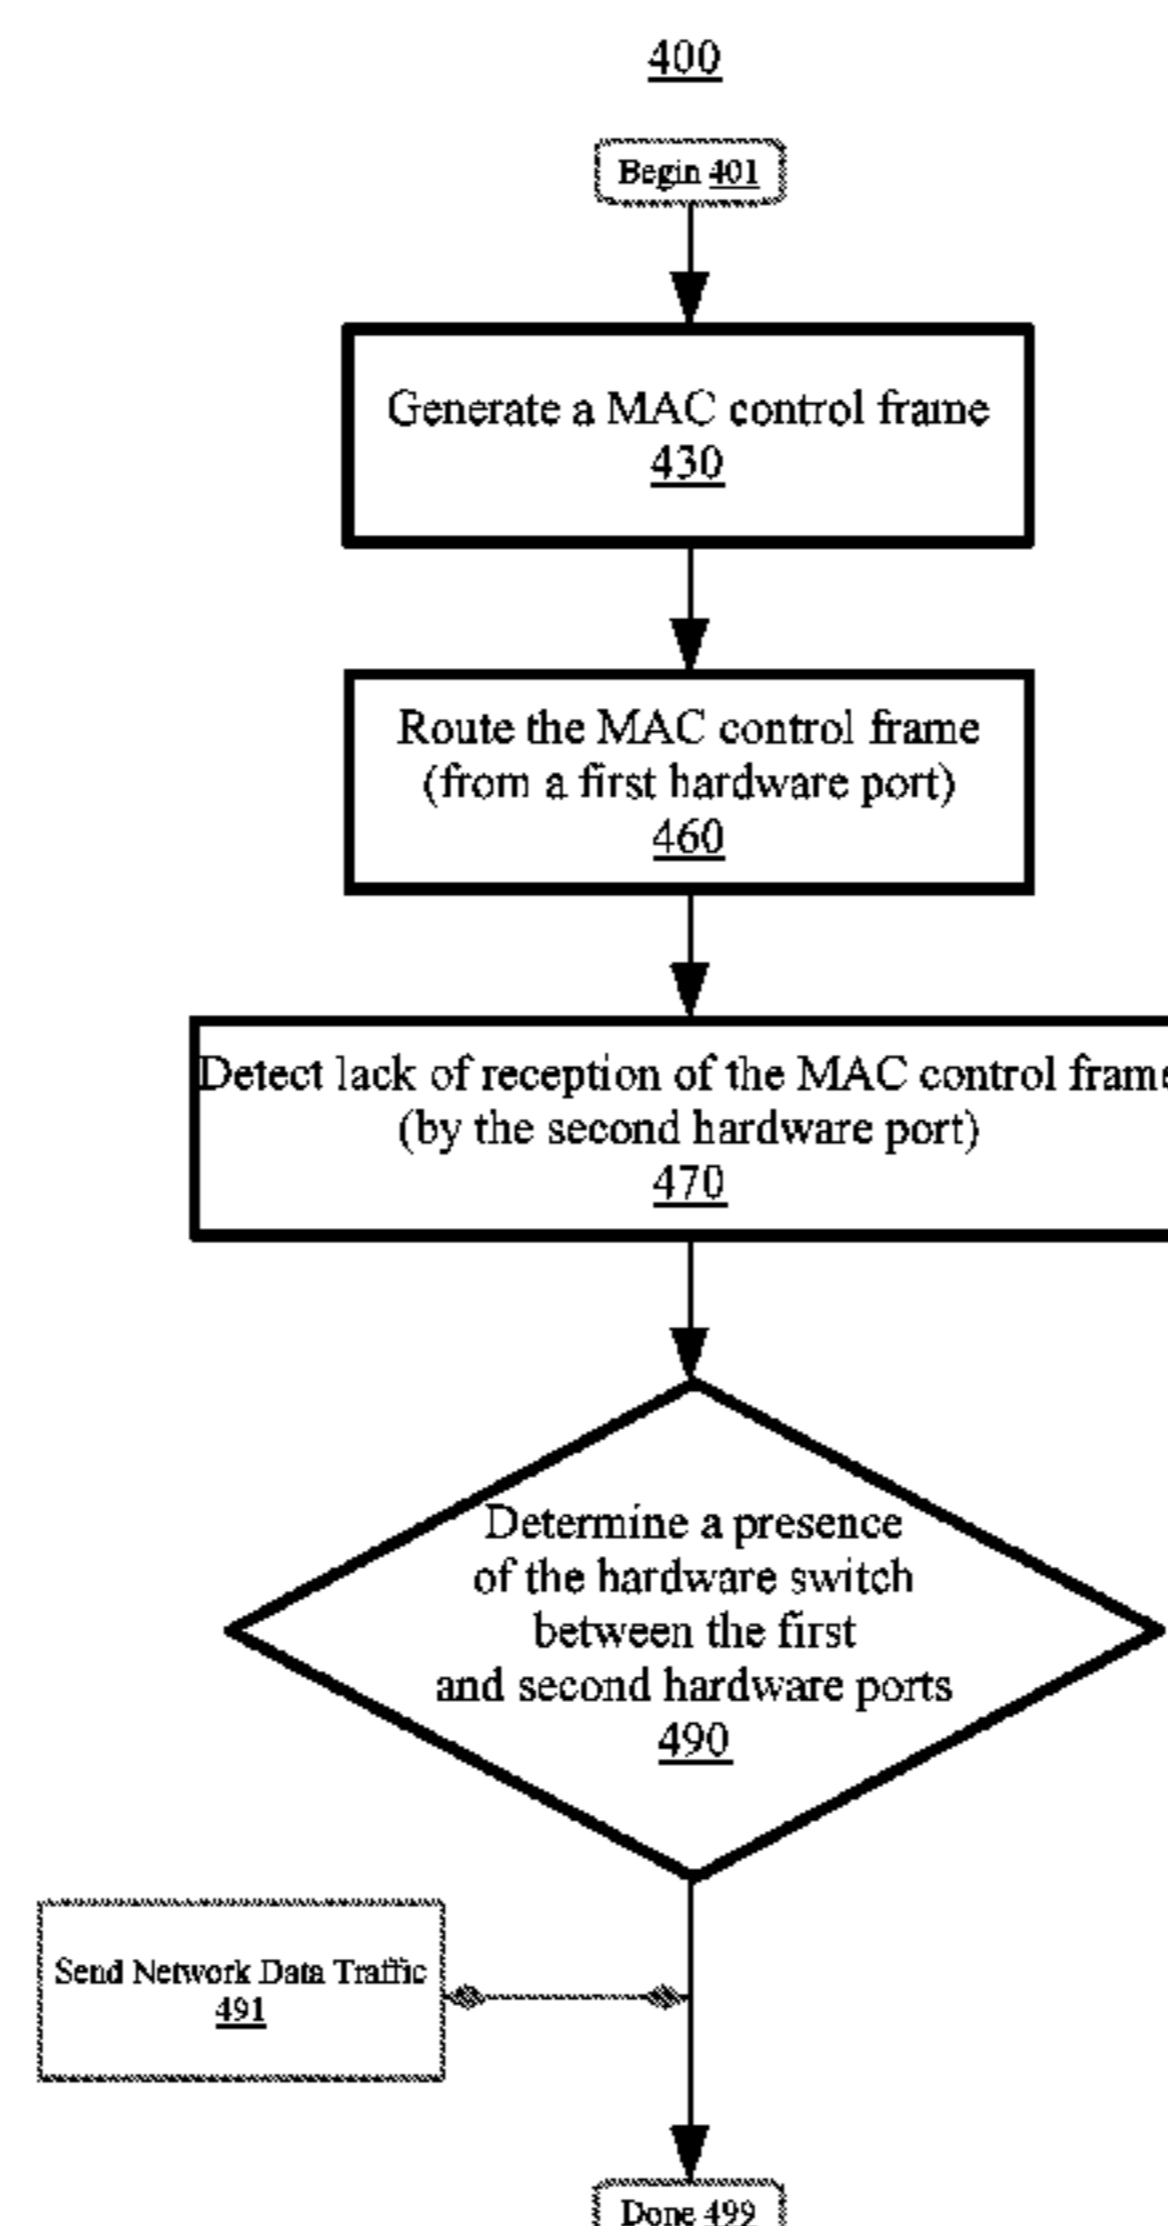 400
Begin 401
Generate a MAC control frame
430
Route the MAC control frame
(from a first hardware port)
460
Detect lack of reception of the MAC control frame
(by the second hardware port)
470
Determine a presence
of the hardware switch
between the first
and second hardware ports
490
Send Network Data Traffic
491
Done 499